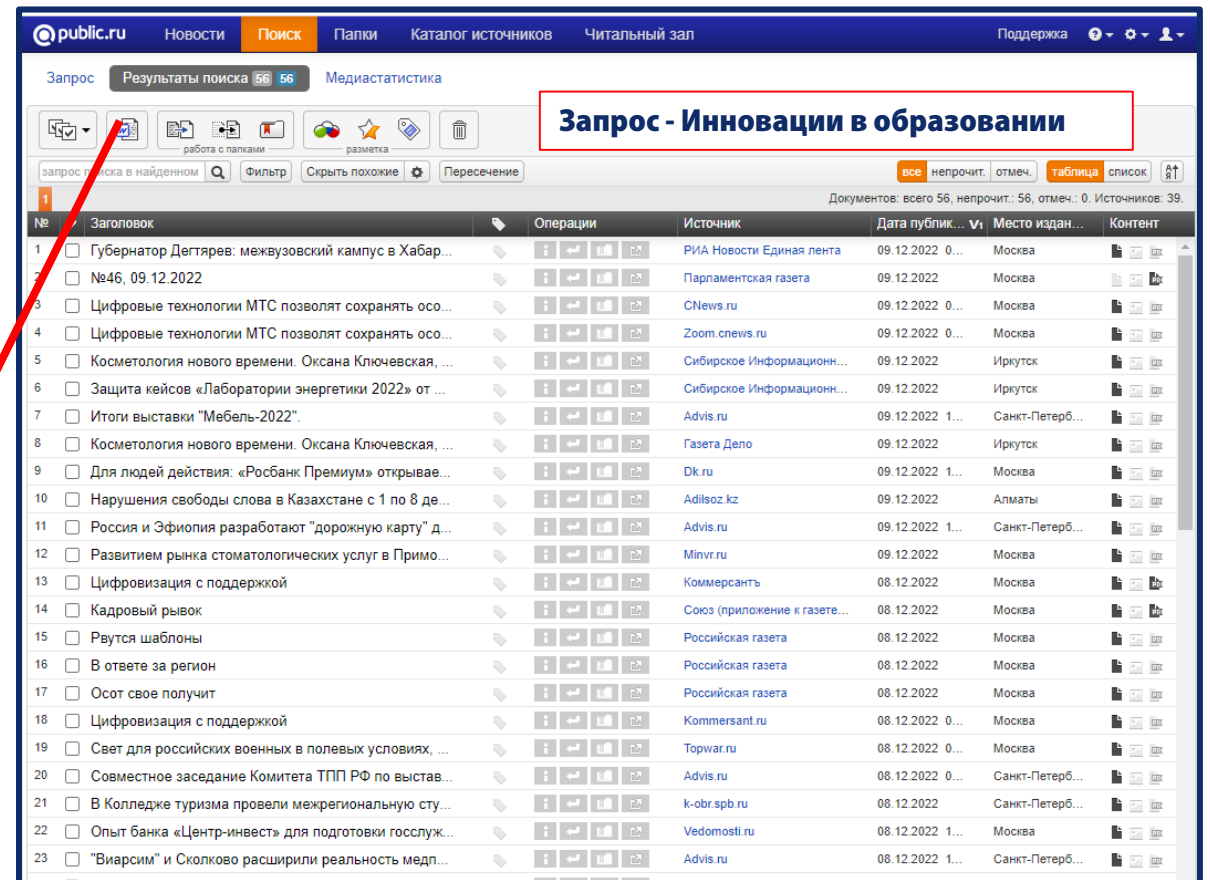 public.ru Новости Поиск Папки Каталог источников Читальный зал Поддержка
Запрос Результаты поиска 56 56 Медиастатистика
Запрос - Инновации в образовании
работа с папками разметка
запрос поиска в найденном Фильтр Скрыть похожие Пересечение все непрочит. отмеч. таблица список
1 Документов: всего 56, непрочит.: 56, отмеч.: 0. Источников: 39.
№ Заголовок Операции Источник Дата публик... Место издан... Контент
1 Губернатор Дегтярев: межвузовский кампус в Хабар... РИА Новости Единая лента 09.12.2022 0... Москва
2 №46, 09.12.2022 Парламентская газета 09.12.2022 Москва
3 Цифровые технологии МТС позволят сохранять осо... CNews.ru 09.12.2022 0... Москва
4 Цифровые технологии МТС позволят сохранять осо... Zoom.cnews.ru 09.12.2022 0... Москва
5 Косметология нового времени. Оксана Ключевская, ... Сибирское Информационн... 09.12.2022 Иркутск
6 Защита кейсов «Лаборатории энергетики 2022» от ... Сибирское Информационн... 09.12.2022 Иркутск
7 Итоги выставки "Мебель-2022". Advis.ru 09.12.2022 1... Санкт-Петерб...
8 Косметология нового времени. Оксана Ключевская, ... Газета Дело 09.12.2022 Иркутск
9 Для людей действия: «Росбанк Премиум» открывае... Dk.ru 09.12.2022 1... Москва
10 Нарушения свободы слова в Казахстане с 1 по 8 де... Adilsoz.kz 09.12.2022 Алматы
11 Россия и Эфиопия разработают "дорожную карту" д... Advis.ru 09.12.2022 1... Санкт-Петерб...
12 Развитием рынка стоматологических услуг в Примо... Minvr.ru 09.12.2022 Москва
13 Цифровизация с поддержкой Коммерсантъ 08.12.2022 Москва
14 Кадровый рывок Союз (приложение к газете... 08.12.2022 Москва
15 Рвутся шаблоны Российская газета 08.12.2022 Москва
16 В ответе за регион Российская газета 08.12.2022 Москва
17 Осот свое получит Российская газета 08.12.2022 Москва
18 Цифровизация с поддержкой Kommersant.ru 08.12.2022 0... Москва
19 Свет для российских военных в полевых условиях, ... Topwar.ru 08.12.2022 0... Москва
20 Совместное заседание Комитета ТПП РФ по выстав... Advis.ru 08.12.2022 0... Санкт-Петерб...
21 В Колледже туризма провели межрегиональную сту... k-obr.spb.ru 08.12.2022 Санкт-Петерб...
22 Опыт банка «Центр-инвест» для подготовки госслуж... Vedomosti.ru 08.12.2022 1... Москва
23 "Виарсим" и Сколково расширили реальность медп... Advis.ru 08.12.2022 1... Санкт-Петерб...